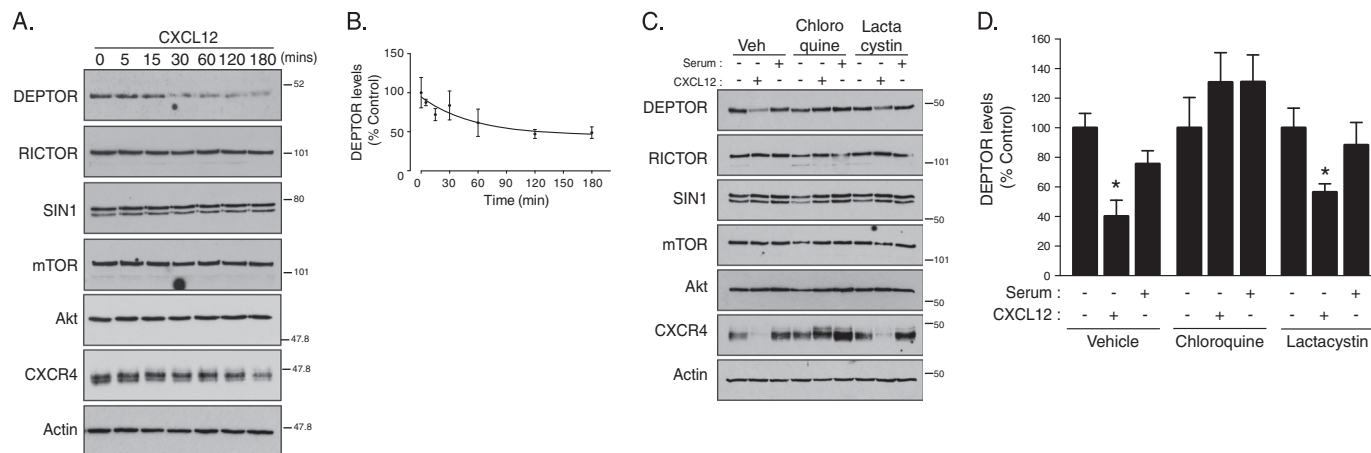 A.
CXCL12
0 5 15 30 60 120 180 (mins)
DEPTOR
52
RICTOR
101
SIN1
80
mTOR
101
Akt
47.8
CXCR4
47.8
Actin
47.8
B.
DEPTOR levels
(% Control)
150
100
50
0
0 30 60 90 120 150 180
Time (min)
C.
Veh
Chloro
quine
Lacta
cystin
Serum : - - + - - + - - +
CXCL12 : - + - - + - - + -
DEPTOR
50
RICTOR
101
SIN1
50
mTOR
101
Akt
50
CXCR4
50
Actin
50
D.
DEPTOR levels
(% Control)
160
140
120
100
80
60
40
20
0
*
*
Serum : - - + - - + - - +
CXCL12 : - + - - + - - + -
Vehicle Chloroquine Lactacystin